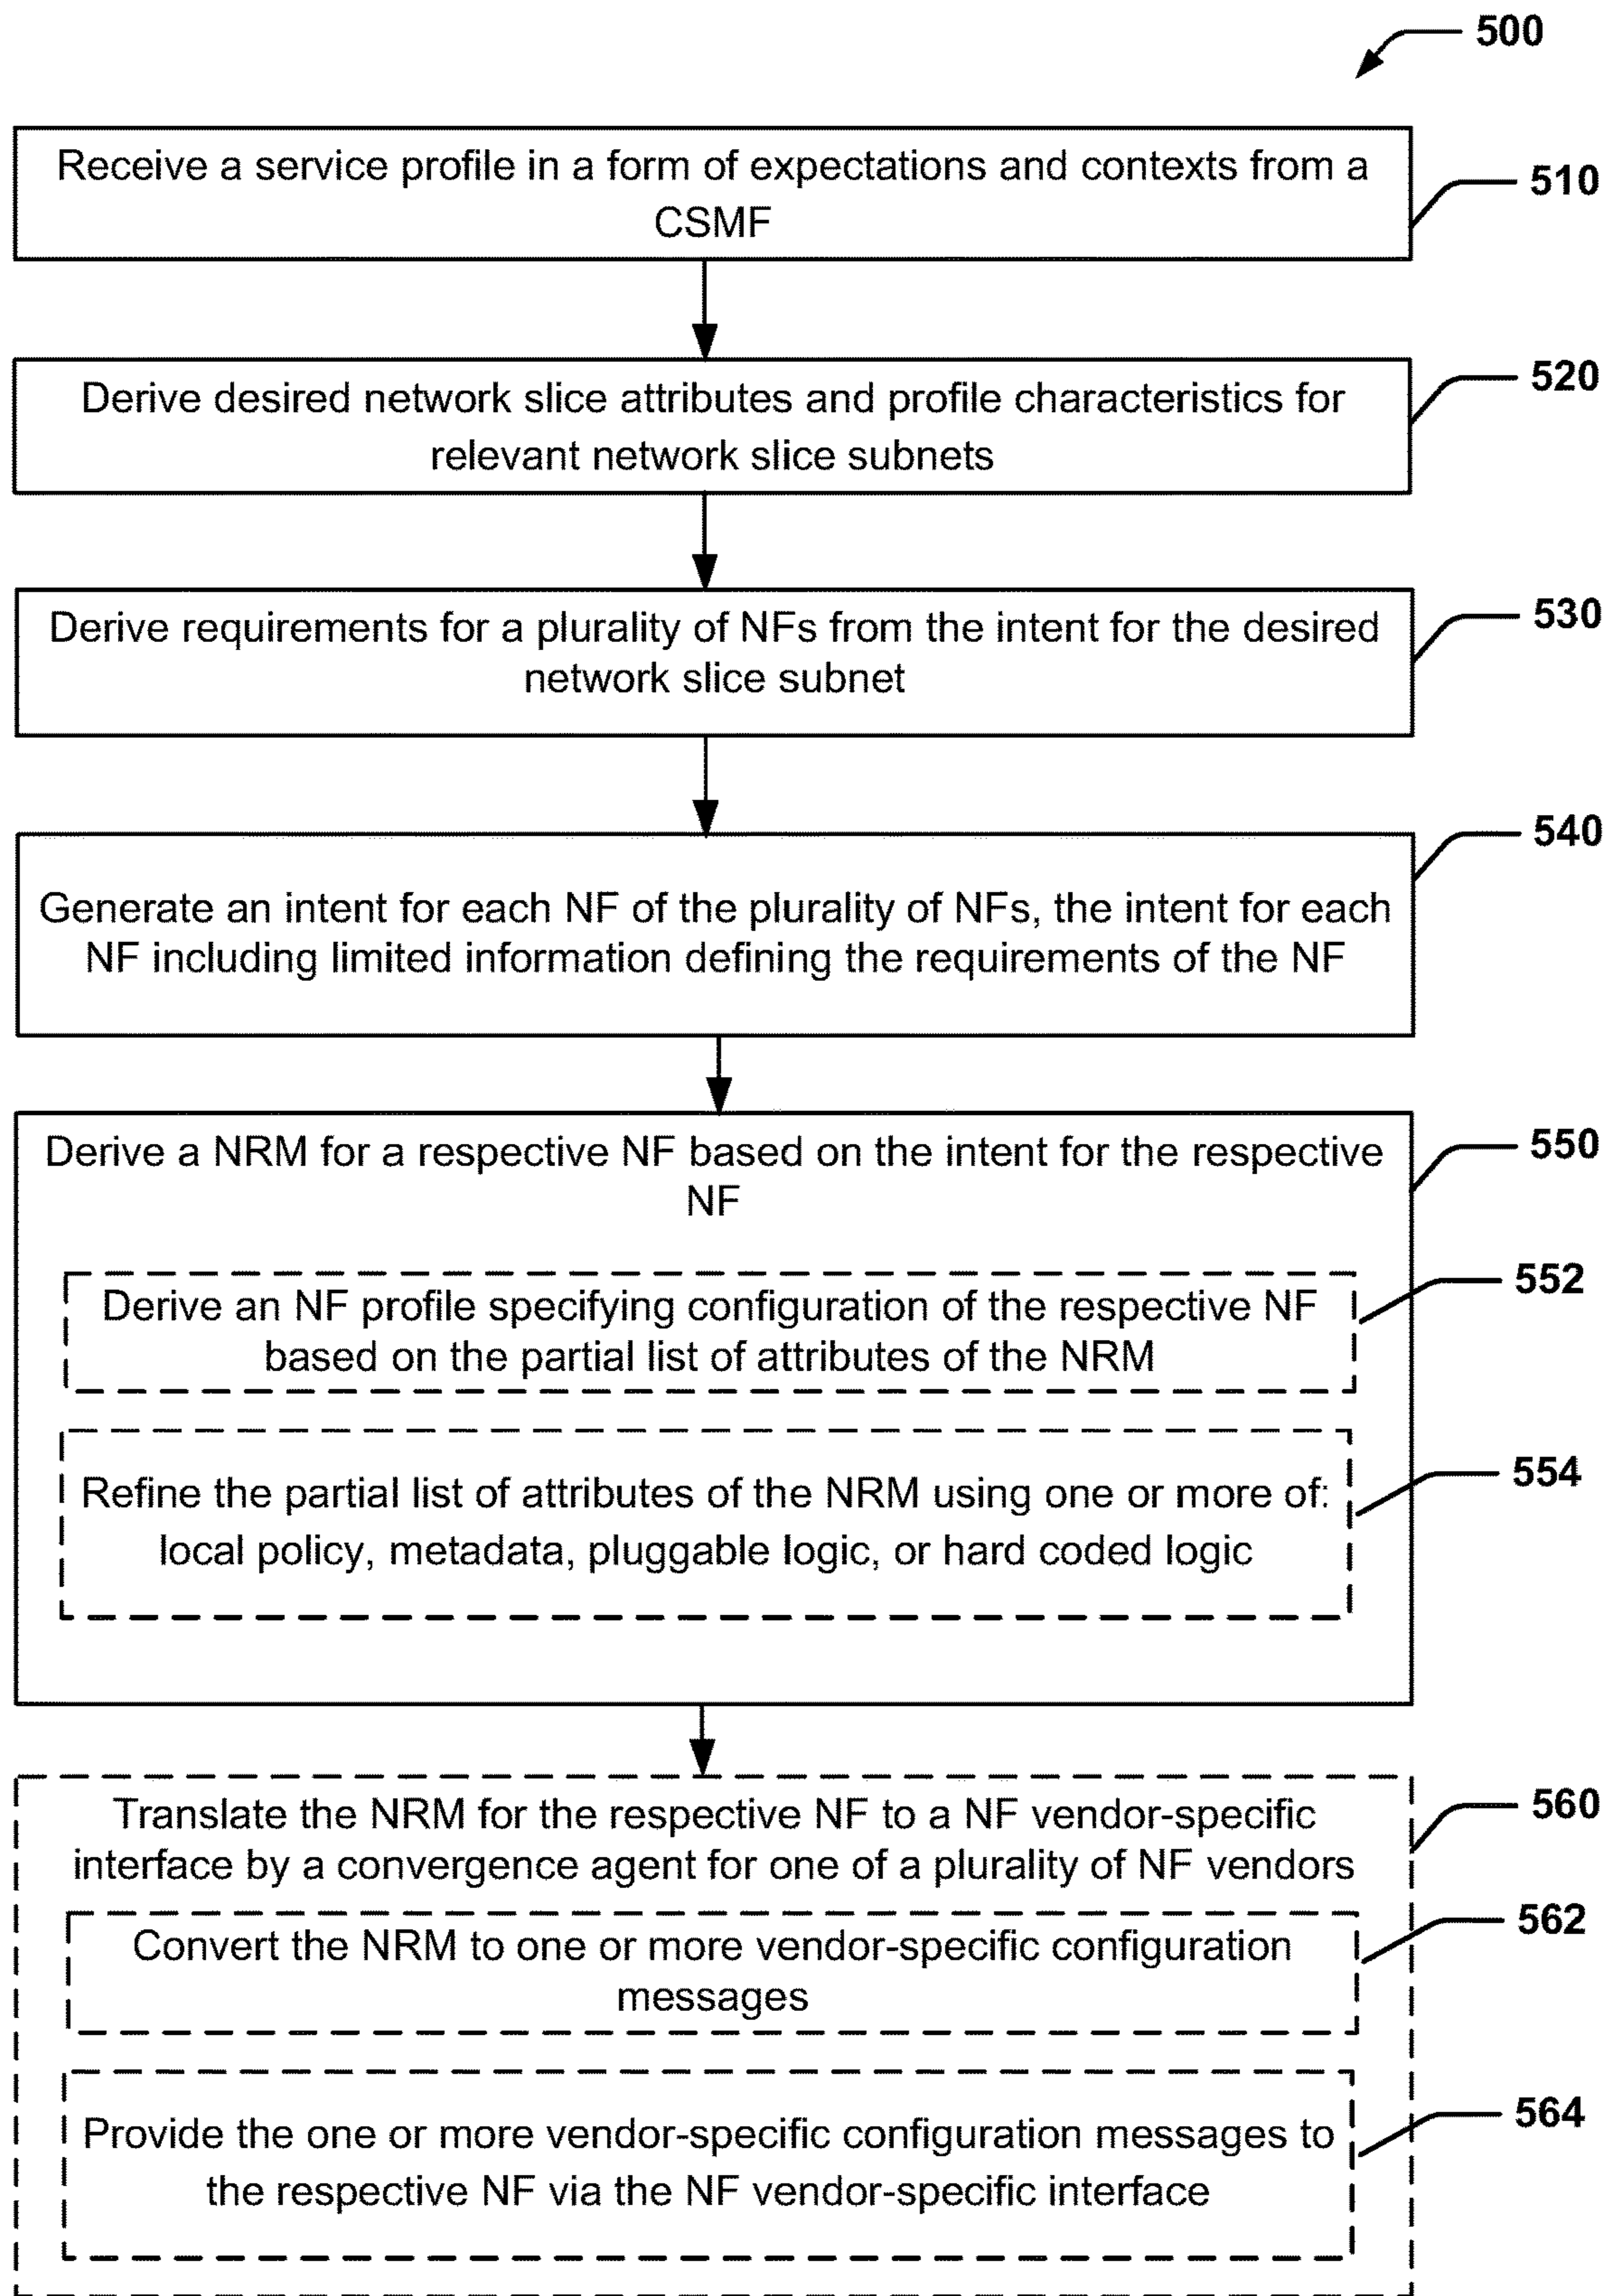 500
Receive a service profile in a form of expectations and contexts from a
CSMF
510
Derive desired network slice attributes and profile characteristics for
relevant network slice subnets
520
Derive requirements for a plurality of NFs from the intent for the desired
network slice subnet
530
Generate an intent for each NF of the plurality of NFs, the intent for each
NF including limited information defining the requirements of the NF
540
Derive a NRM for a respective NF based on the intent for the respective
NF
550
Derive an NF profile specifying configuration of the respective NF
based on the partial list of attributes of the NRM
552
Refine the partial list of attributes of the NRM using one or more of:
local policy, metadata, pluggable logic, or hard coded logic
554
Translate the NRM for the respective NF to a NF vendor-specific
interface by a convergence agent for one of a plurality of NF vendors
560
Convert the NRM to one or more vendor-specific configuration
messages
562
Provide the one or more vendor-specific configuration messages to
the respective NF via the NF vendor-specific interface
564